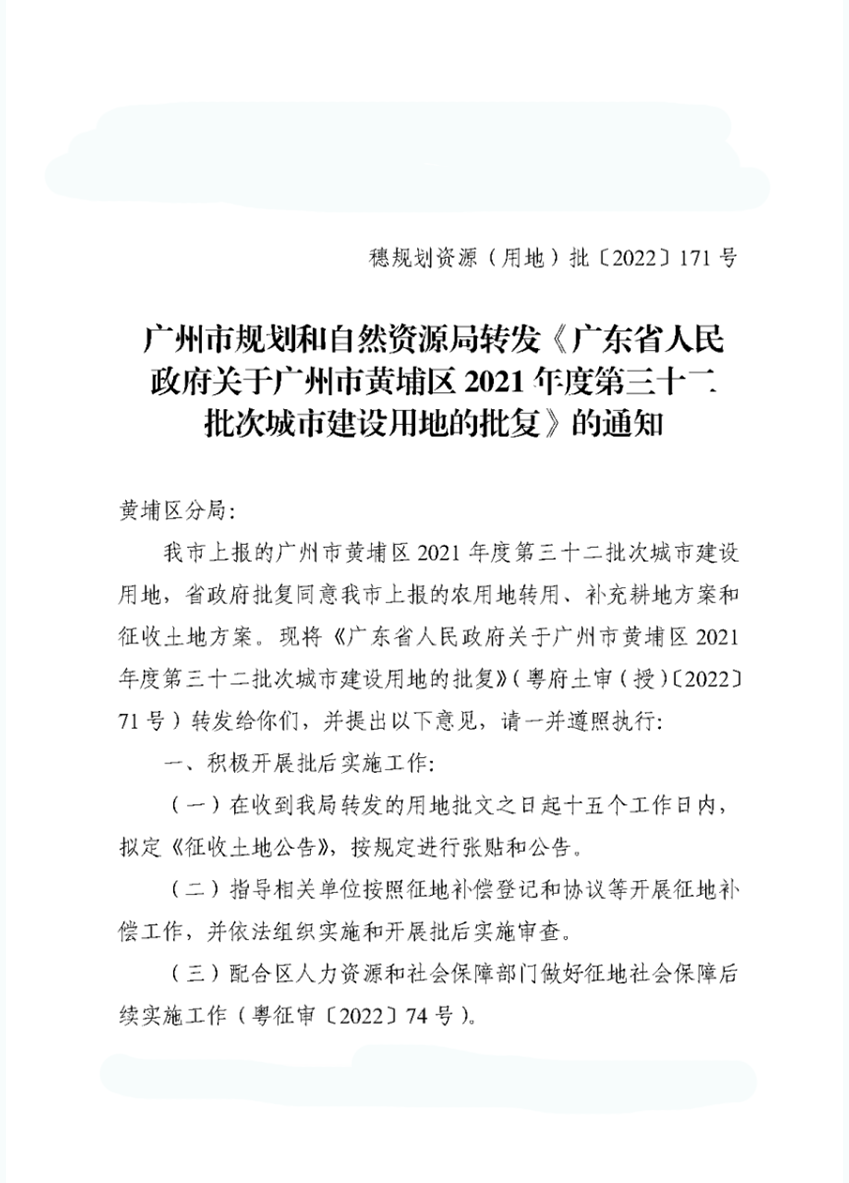 穗规划资源（用地）批〔2022〕171号
广州市规划和自然资源局转发《广东省人民
政府关于广州市黄埔区2021年度第三十二
批次城市建设用地的批复》的通知
黄埔区分局：
我市上报的广州市黄埔区2021年度第三十二批次城市建设
用地，省政府批复同意我市上报的农用地转用、补充耕地方案和
征收土地方案。现将《广东省人民政府关于广州市黄埔区2021
年度第三十二批次城市建设用地的批复》（粤府土审（授）〔2022〕
71号）转发给你们，并提出以下意见，请一并遵照执行：
一、积极开展批后实施工作：
（一）在收到我局转发的用地批文之日起十五个工作日内，
拟定《征收土地公告》，按规定进行张贴和公告。
（二）指导相关单位按照征地补偿登记和协议等开展征地补
偿工作，并依法组织实施和开展批后实施审查。
（三）配合区人力资源和社会保障部门做好征地社会保障后
续实施工作（粤征审〔2022〕74号）。